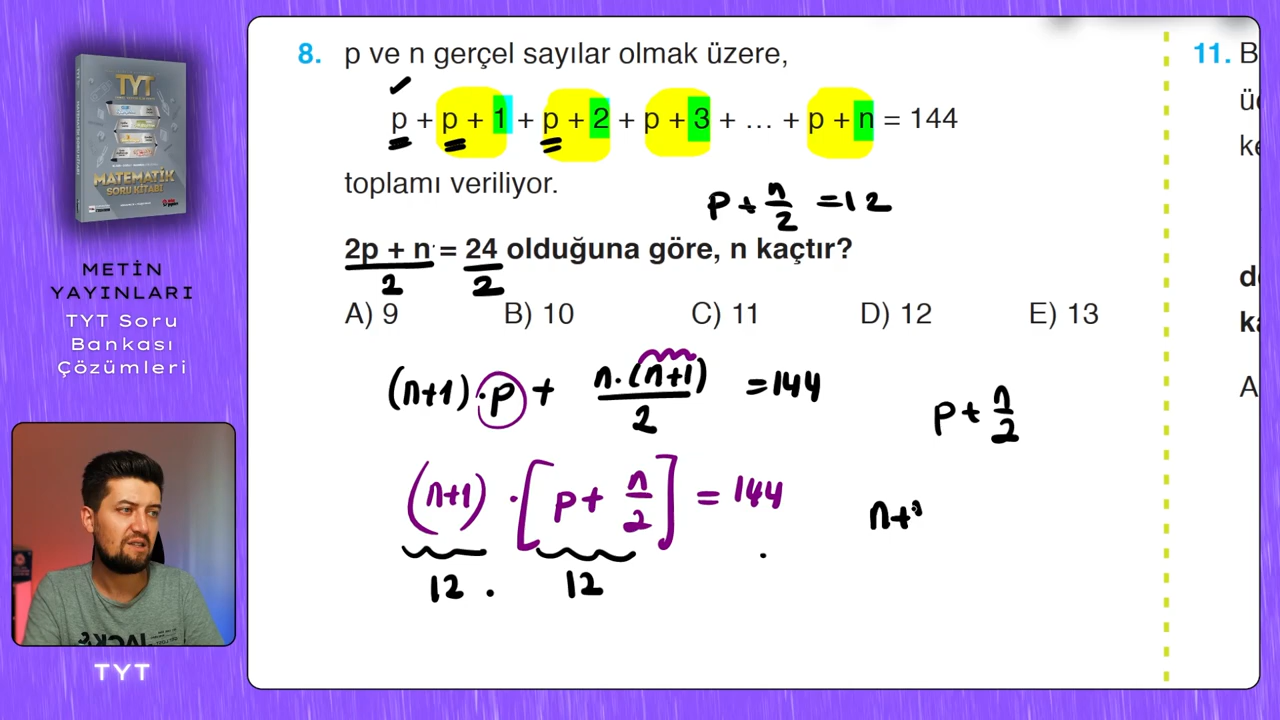 8. p ve n gerçel sayılar olmak üzere,
p + p + 1 + p + 2 + p + 3 + ... + p + n = 144
toplamı veriliyor.
p + n/2 = 12
2p + n = 24 olduğuna göre, n kaçtır?
2 2
A) 9 B) 10 C) 11 D) 12 E) 13
(n+1) · p + n·(n+1)/2 = 144
p + n/2
(n+1) · [p + n/2] = 144
n+
12 . 12
11. B
ü
ke
d
k
A
TYT
MATEMATİK
SORU KİTABI
METİN
YAYINLARI
TYT Soru
Bankası
Çözümleri
TYT